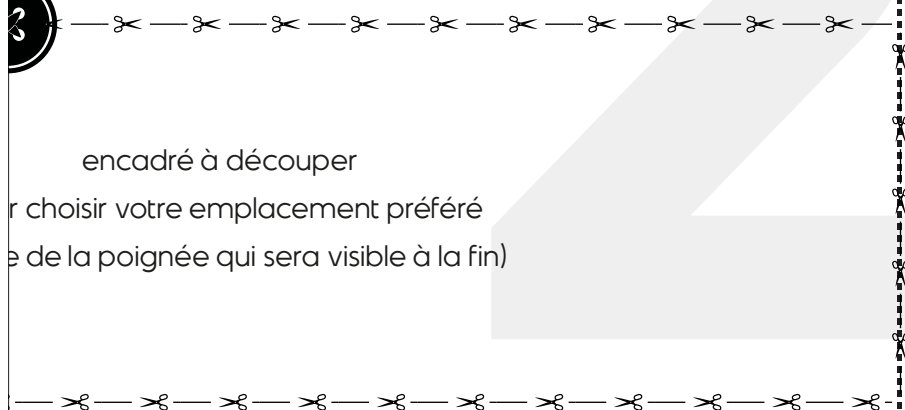 encadré à découper
r choisir votre emplacement préféré
e de la poignée qui sera visible à la fin)